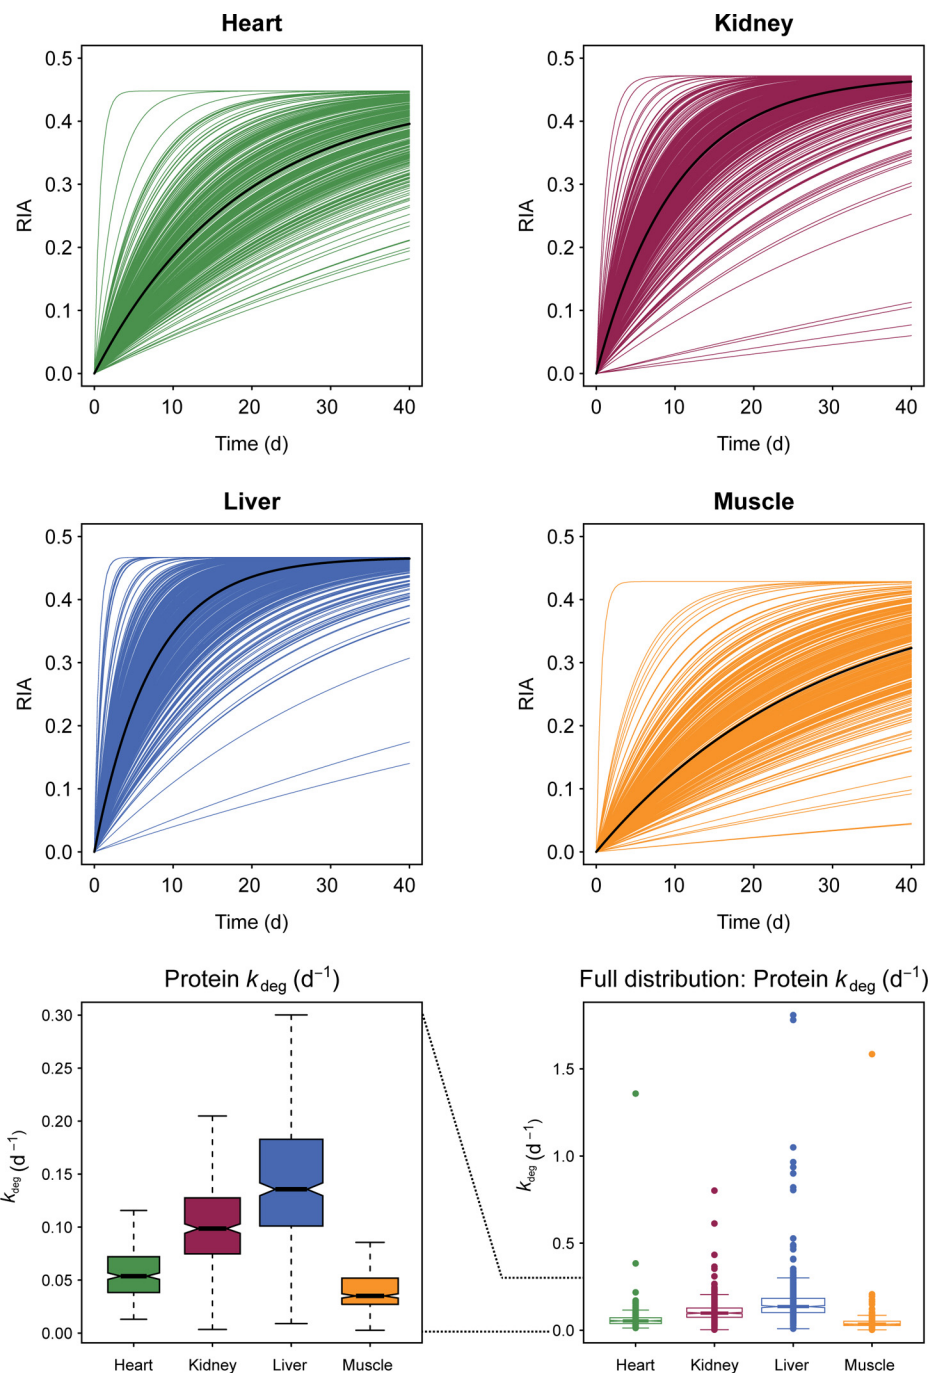 Heart
0.5
0.4
0.3
0.2
0.1
0.0
RIA
0 10 20 30 40
Time (d)
Kidney
0.5
0.4
0.3
0.2
0.1
0.0
RIA
0 10 20 30 40
Time (d)
Liver
0.5
0.4
0.3
0.2
0.1
0.0
RIA
0 10 20 30 40
Time (d)
Muscle
0.5
0.4
0.3
0.2
0.1
0.0
RIA
0 10 20 30 40
Time (d)
Protein k_deg (d⁻¹)
0.30
0.25
0.20
0.15
0.10
0.05
0.00
k_deg (d⁻¹)
Heart Kidney Liver Muscle
Full distribution: Protein k_deg (d⁻¹)
1.5
1.0
0.5
0.0
k_deg (d⁻¹)
Heart Kidney Liver Muscle